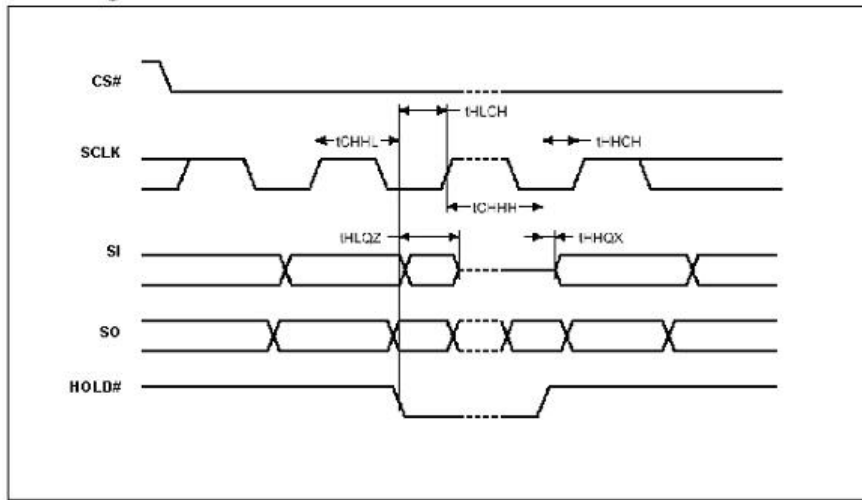 CS#
tHLCH
tCHHL
tHHCH
SCLK
tCHHH
tHLQZ
tHHQX
SI
SO
HOLD#